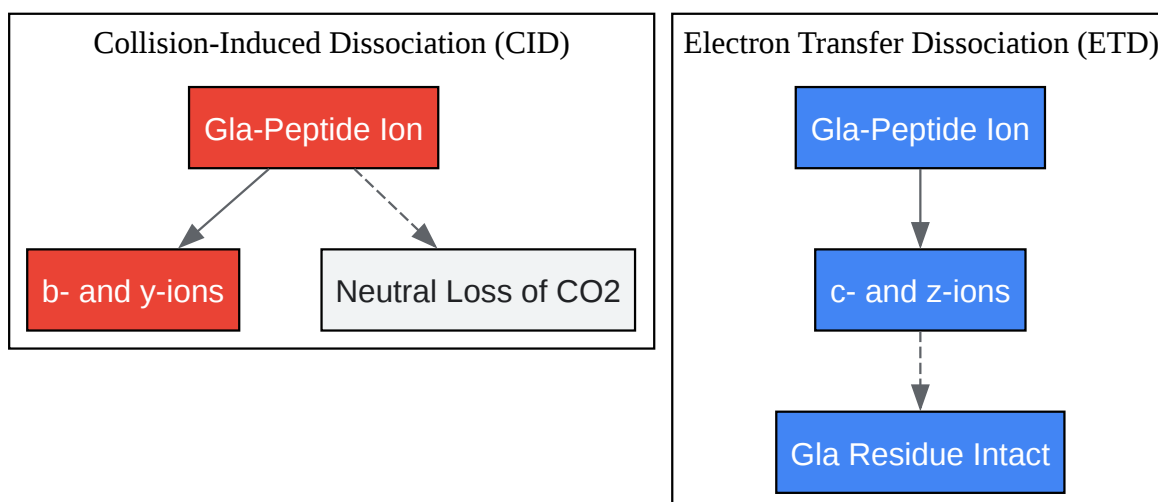 Collision-Induced Dissociation (CID)
Gla-Peptide Ion
b- and y-ions
Neutral Loss of CO2
Electron Transfer Dissociation (ETD)
Gla-Peptide Ion
c- and z-ions
Gla Residue Intact